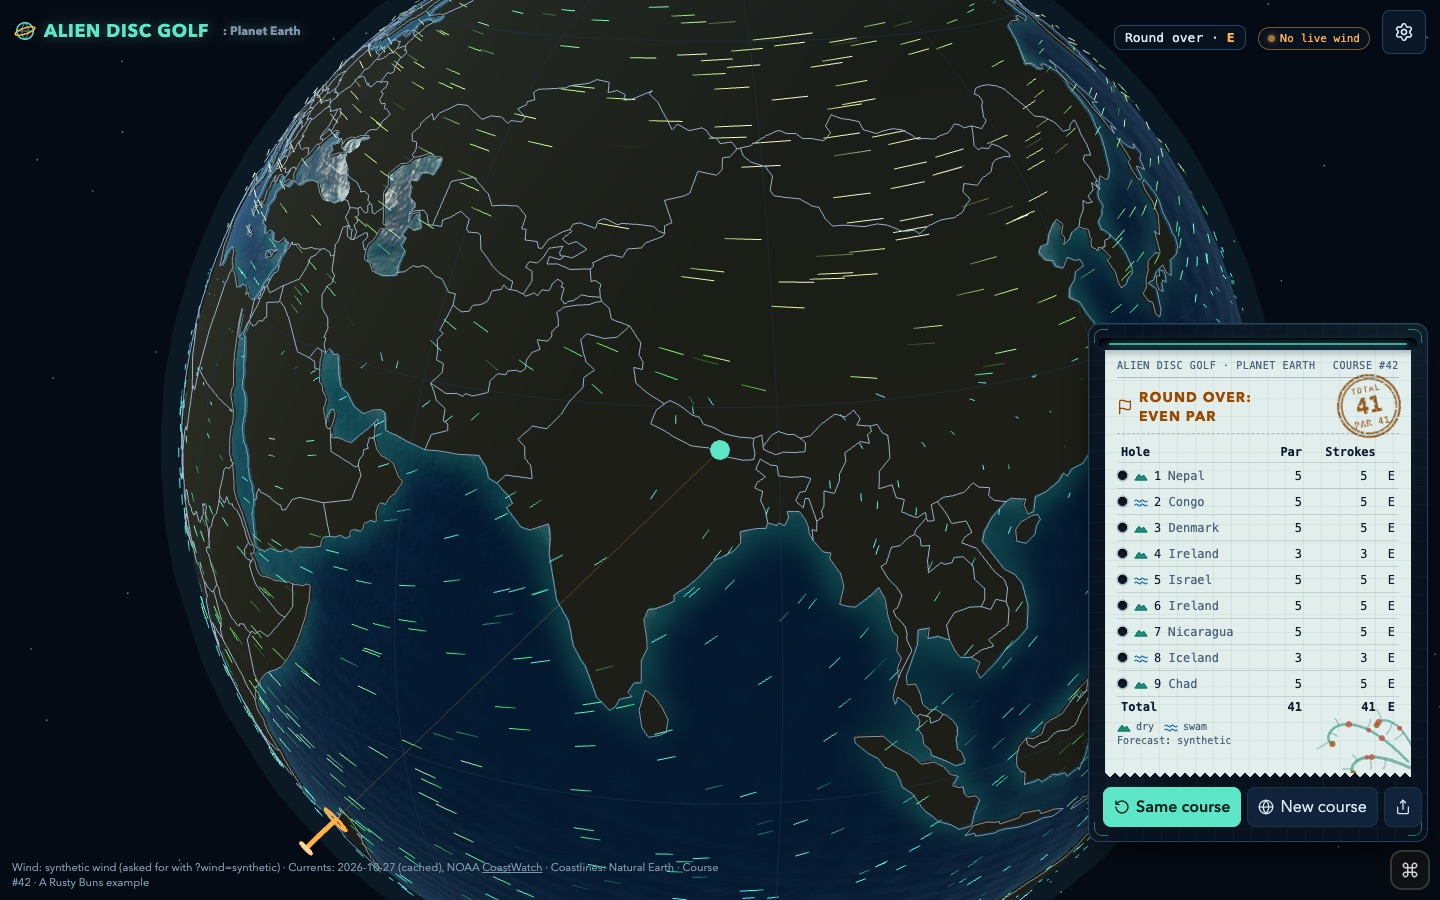 ALIEN DISC GOLF : Planet Earth
Round over · E
No live wind
ALIEN DISC GOLF · PLANET EARTH COURSE #42
ROUND OVER:
EVEN PAR
TOTAL
41
PAR 41
Hole Par Strokes
1 Nepal 5 5 E
2 Congo 5 5 E
3 Denmark 5 5 E
4 Ireland 3 3 E
5 Israel 5 5 E
6 Ireland 5 5 E
7 Nicaragua 5 5 E
8 Iceland 3 3 E
9 Chad 5 5 E
Total 41 41 E
dry swam
Forecast: synthetic
Same course
New course
Wind: synthetic wind (asked for with ?wind=synthetic) · Currents: 2026-10-27 (cached), NOAA CoastWatch · Coastlines: Natural Earth · Course
#42 · A Rusty Buns example
⌘